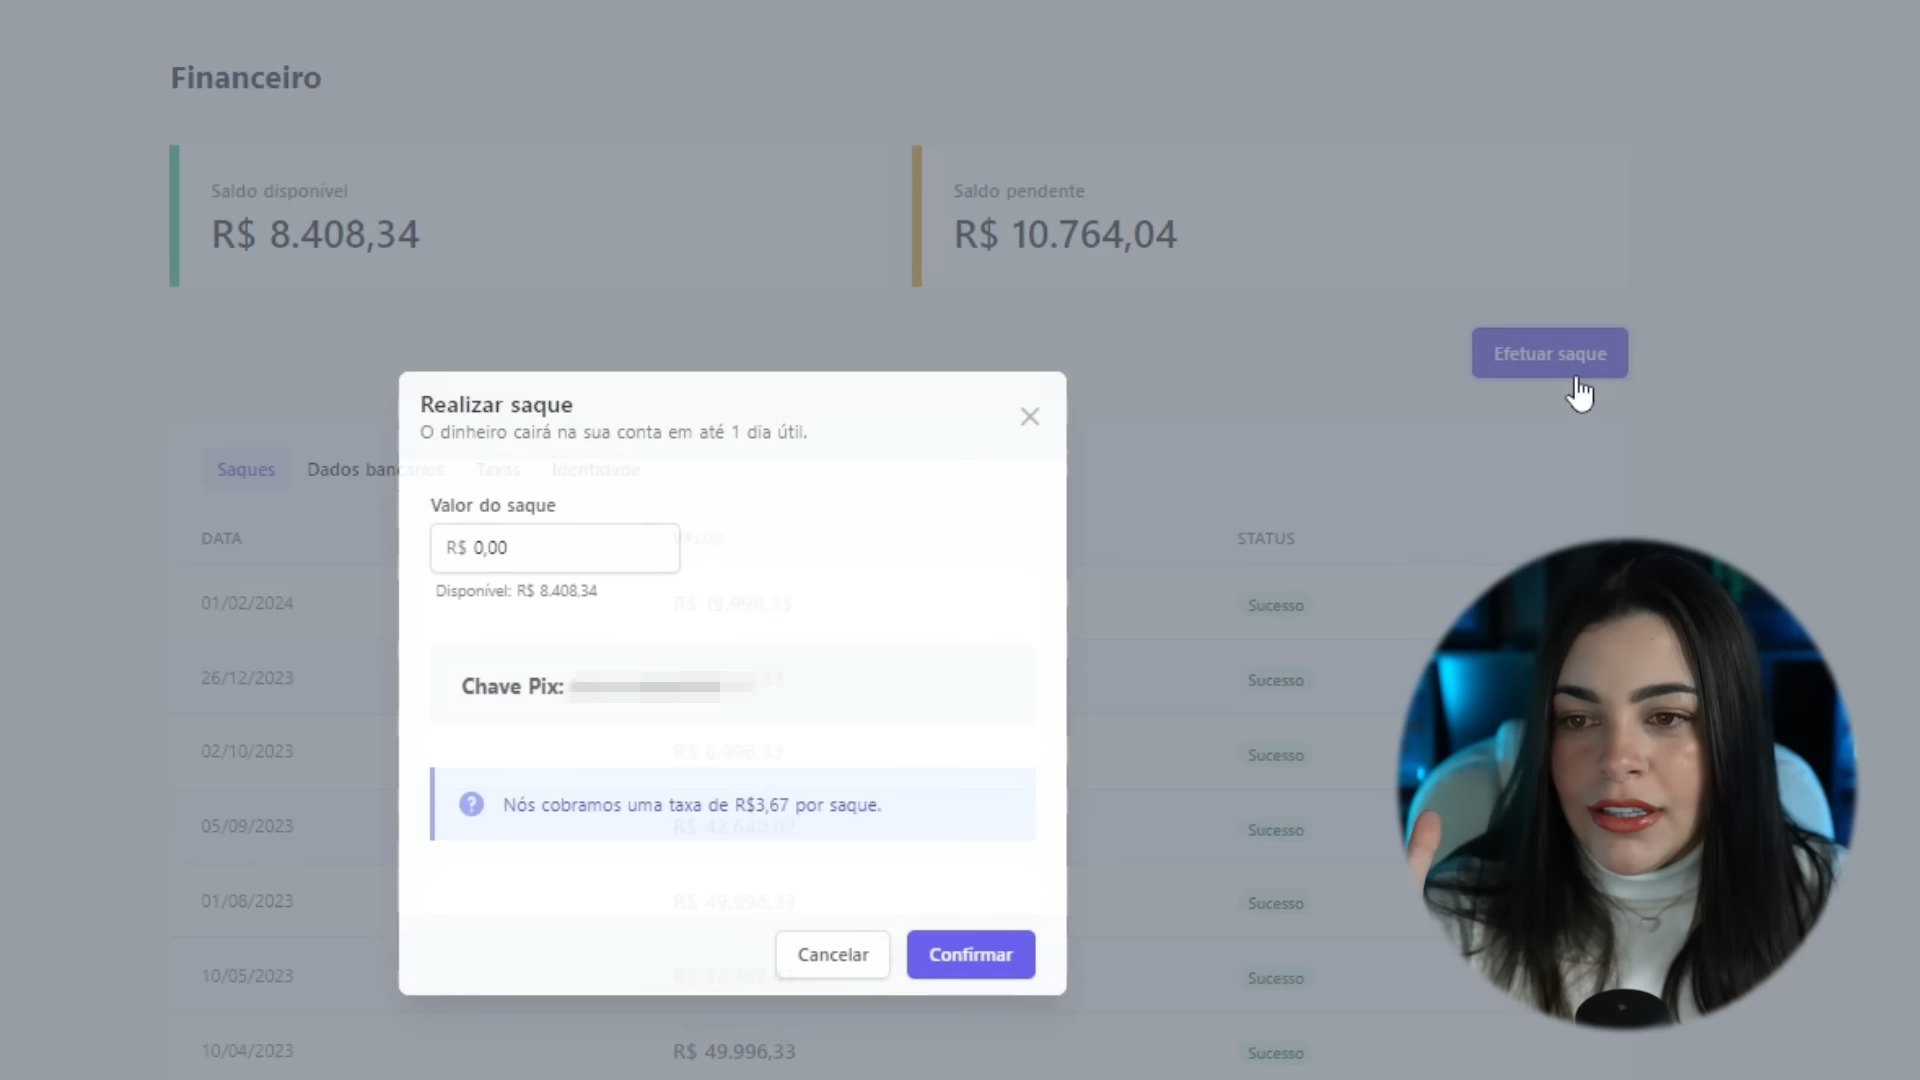 Financeiro
Saldo disponível
R$ 8.408,34
Saldo pendente
R$ 10.764,04
Efetuar saque
Realizar saque
O dinheiro cairá na sua conta em até 1 dia útil.
Saques Dados bancários Taxas Identidade
Valor do saque
DATA VALOR STATUS
R$ 0,00
Disponível: R$ 8.408,34
01/02/2024 R$ 19.996,33 Sucesso
26/12/2023 Sucesso
Chave Pix:
02/10/2023 R$ 6.996,33 Sucesso
Nós cobramos uma taxa de R$3,67 por saque.
05/09/2023 R$ 42.640,02 Sucesso
01/08/2023 R$ 49.996,33 Sucesso
Cancelar Confirmar
10/05/2023 Sucesso
10/04/2023 R$ 49.996,33 Sucesso